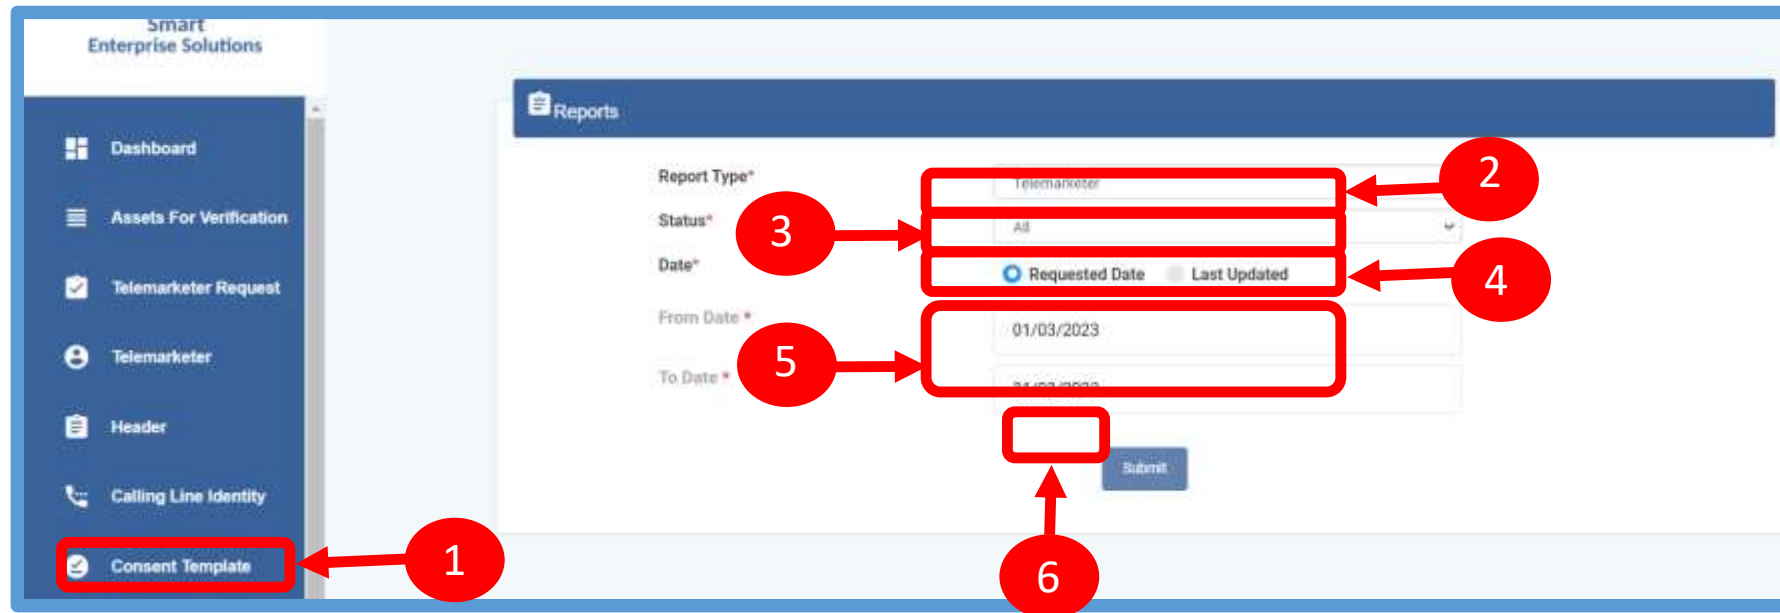 Smart
Enterprise Solutions
Reports
Dashboard
Assets For Verification
Telemarketer Request
Telemarketer
Header
Calling Line Identity
Consent Template
Report Type*
Telemarketer
Status*
All
Date*
Requested Date Last Updated
From Date *
01/03/2023
To Date *
Submit
1
2
3
4
5
6